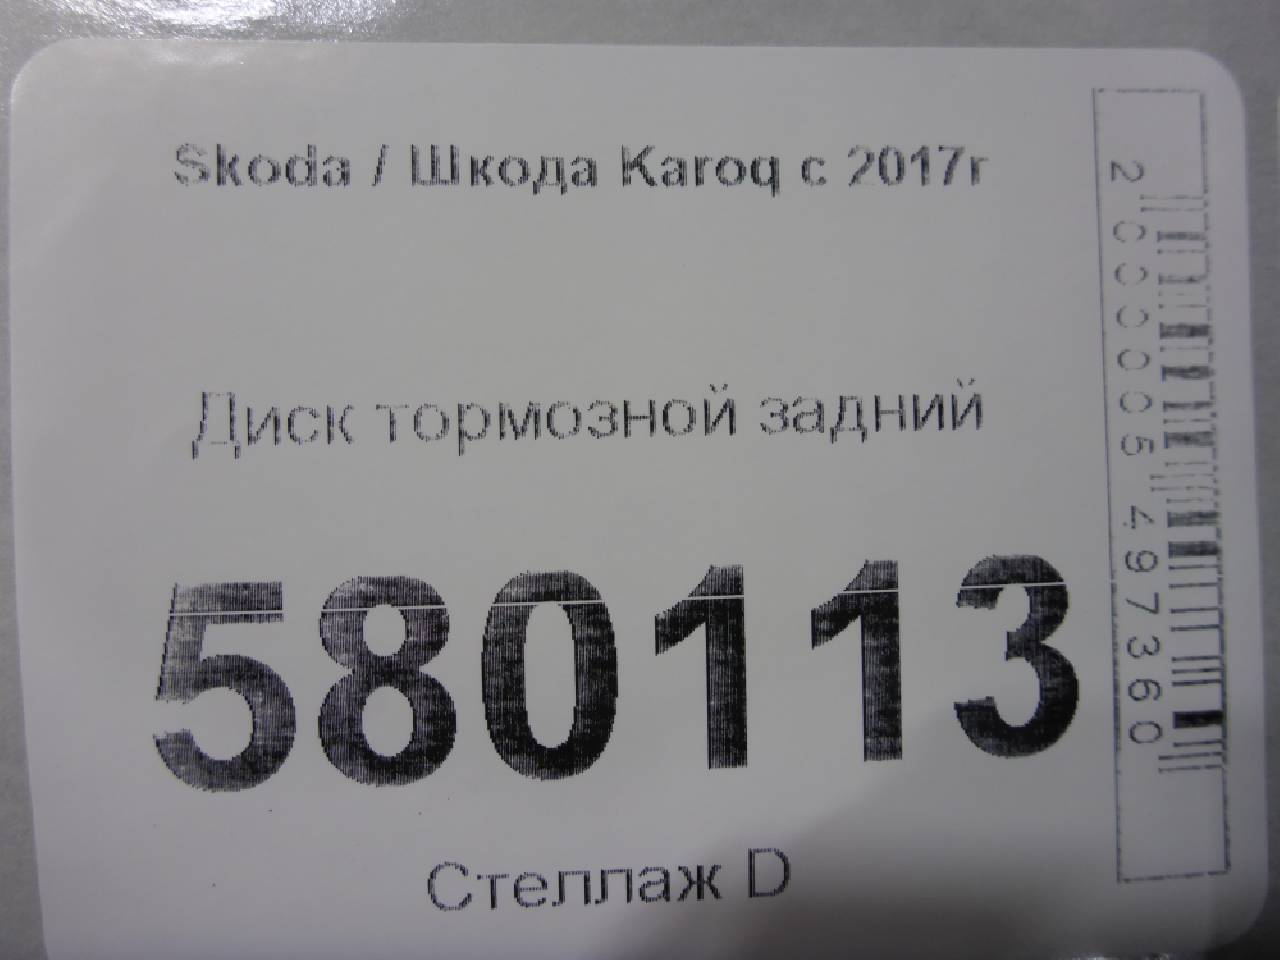 Skoda / Шкода Karoq с 2017г
Диск тормозной задний
580113
Стеллаж D
2000005497360